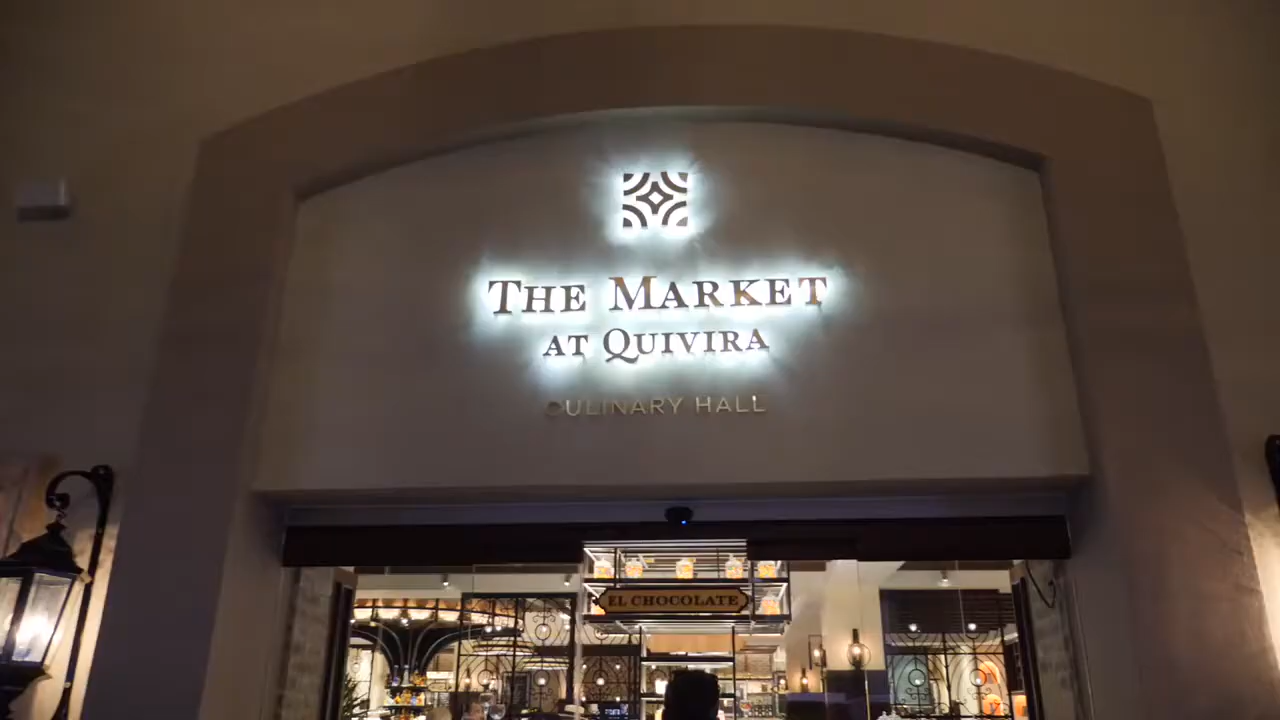 THE MARKET
AT QUIVIRA
CULINARY HALL
EL CHOCOLATE